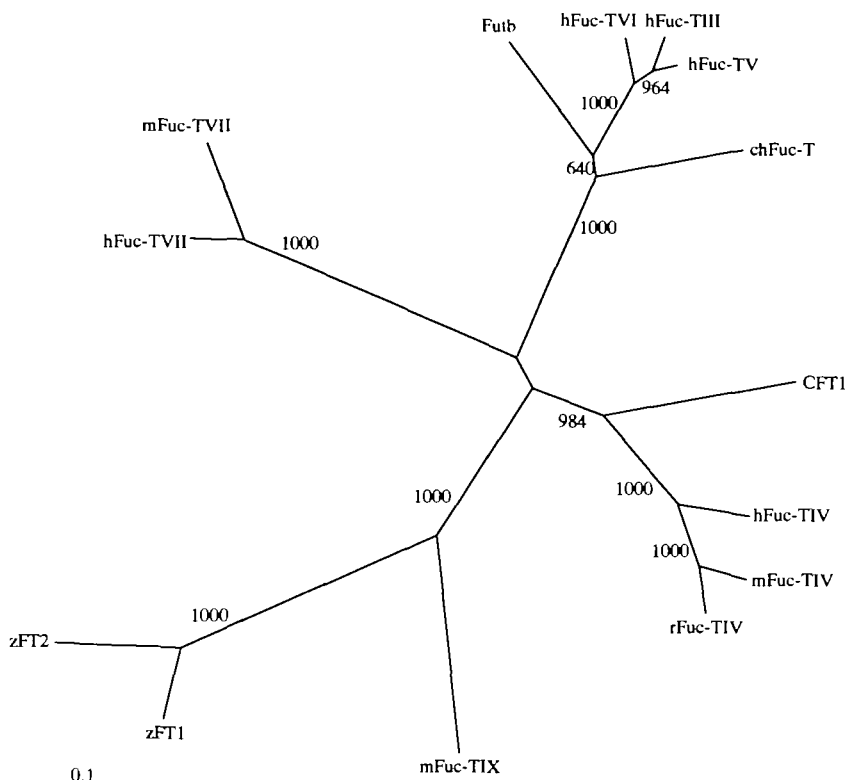 Futb
hFuc-TVI hFuc-TIII
hFuc-TV
964
1000
mFuc-TVII
chFuc-T
640
1000
hFuc-TVII
1000
CFT1
984
1000
1000
hFuc-TIV
1000
mFuc-TIV
1000
rFuc-TIV
zFT2
zFT1
mFuc-TIX
0.1